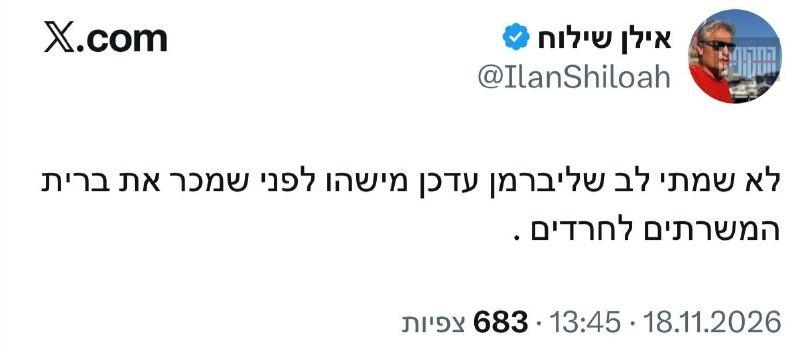 אילן שילוח
X.com
@IlanShiloah
לא שמתי לב שליברמן עדכן מישהו לפני שמכר את ברית
המשרתים לחרדים .
18.11.2026 · 13:45 · 683 צפיות